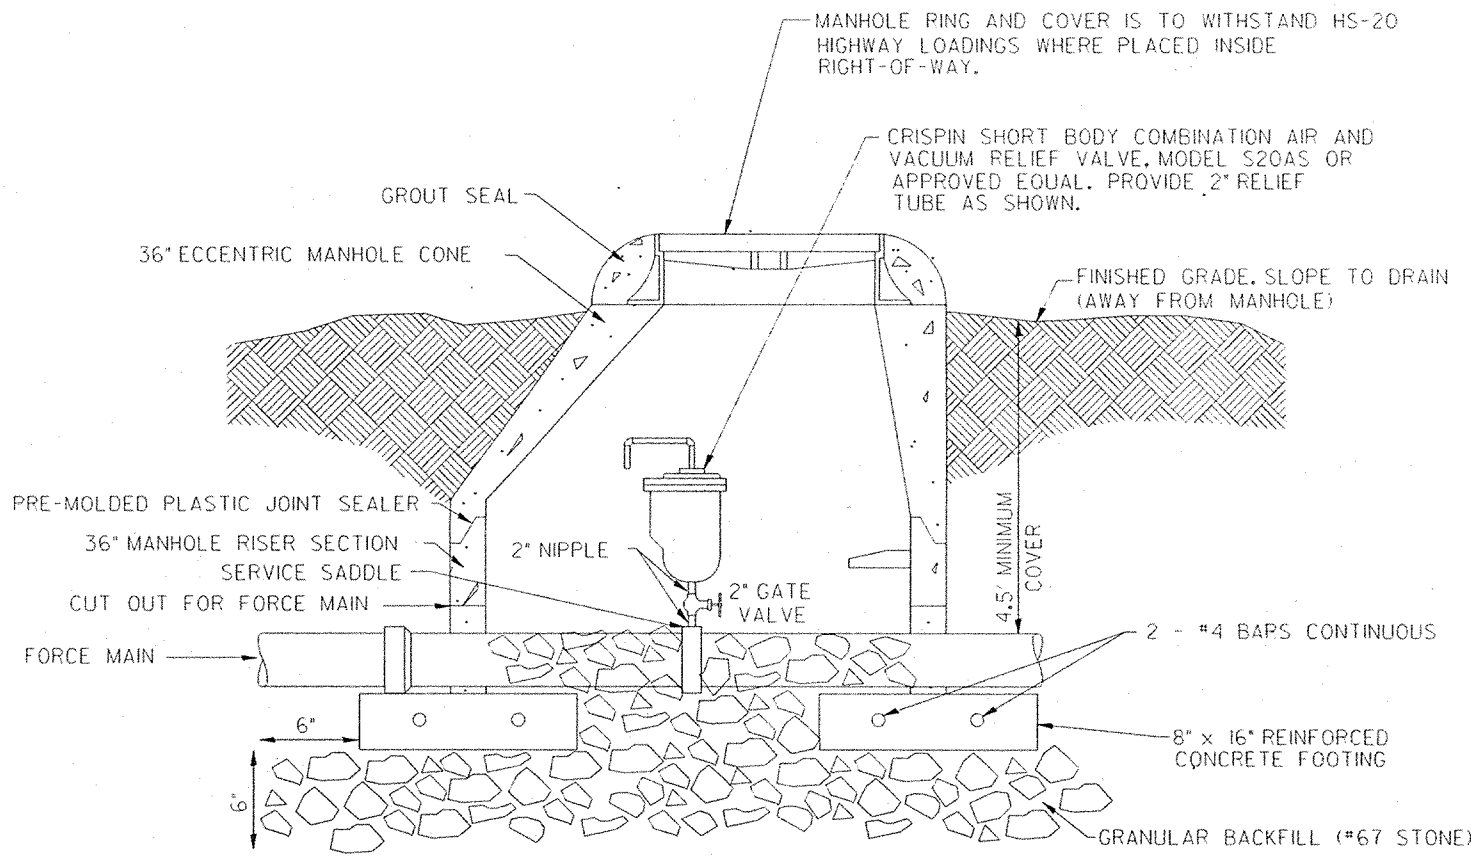 MANHOLE RING AND COVER IS TO WITHSTAND HS-20
HIGHWAY LOADINGS WHERE PLACED INSIDE
RIGHT-OF-WAY.
CRISPIN SHORT BODY COMBINATION AIR AND
VACUUM RELIEF VALVE, MODEL S20AS OR
APPROVED EQUAL. PROVIDE 2" RELIEF
TUBE AS SHOWN.
GROUT SEAL
36" ECCENTRIC MANHOLE CONE
FINISHED GRADE. SLOPE TO DRAIN
(AWAY FROM MANHOLE)
PRE-MOLDED PLASTIC JOINT SEALER
36" MANHOLE RISER SECTION
SERVICE SADDLE
CUT OUT FOR FORCE MAIN
FORCE MAIN
2" NIPPLE
2" GATE
VALVE
4.5' MINIMUM
COVER
2 - #4 BARS CONTINUOUS
6"
6"
8" x 16" REINFORCED
CONCRETE FOOTING
GRANULAR BACKFILL (#67 STONE)